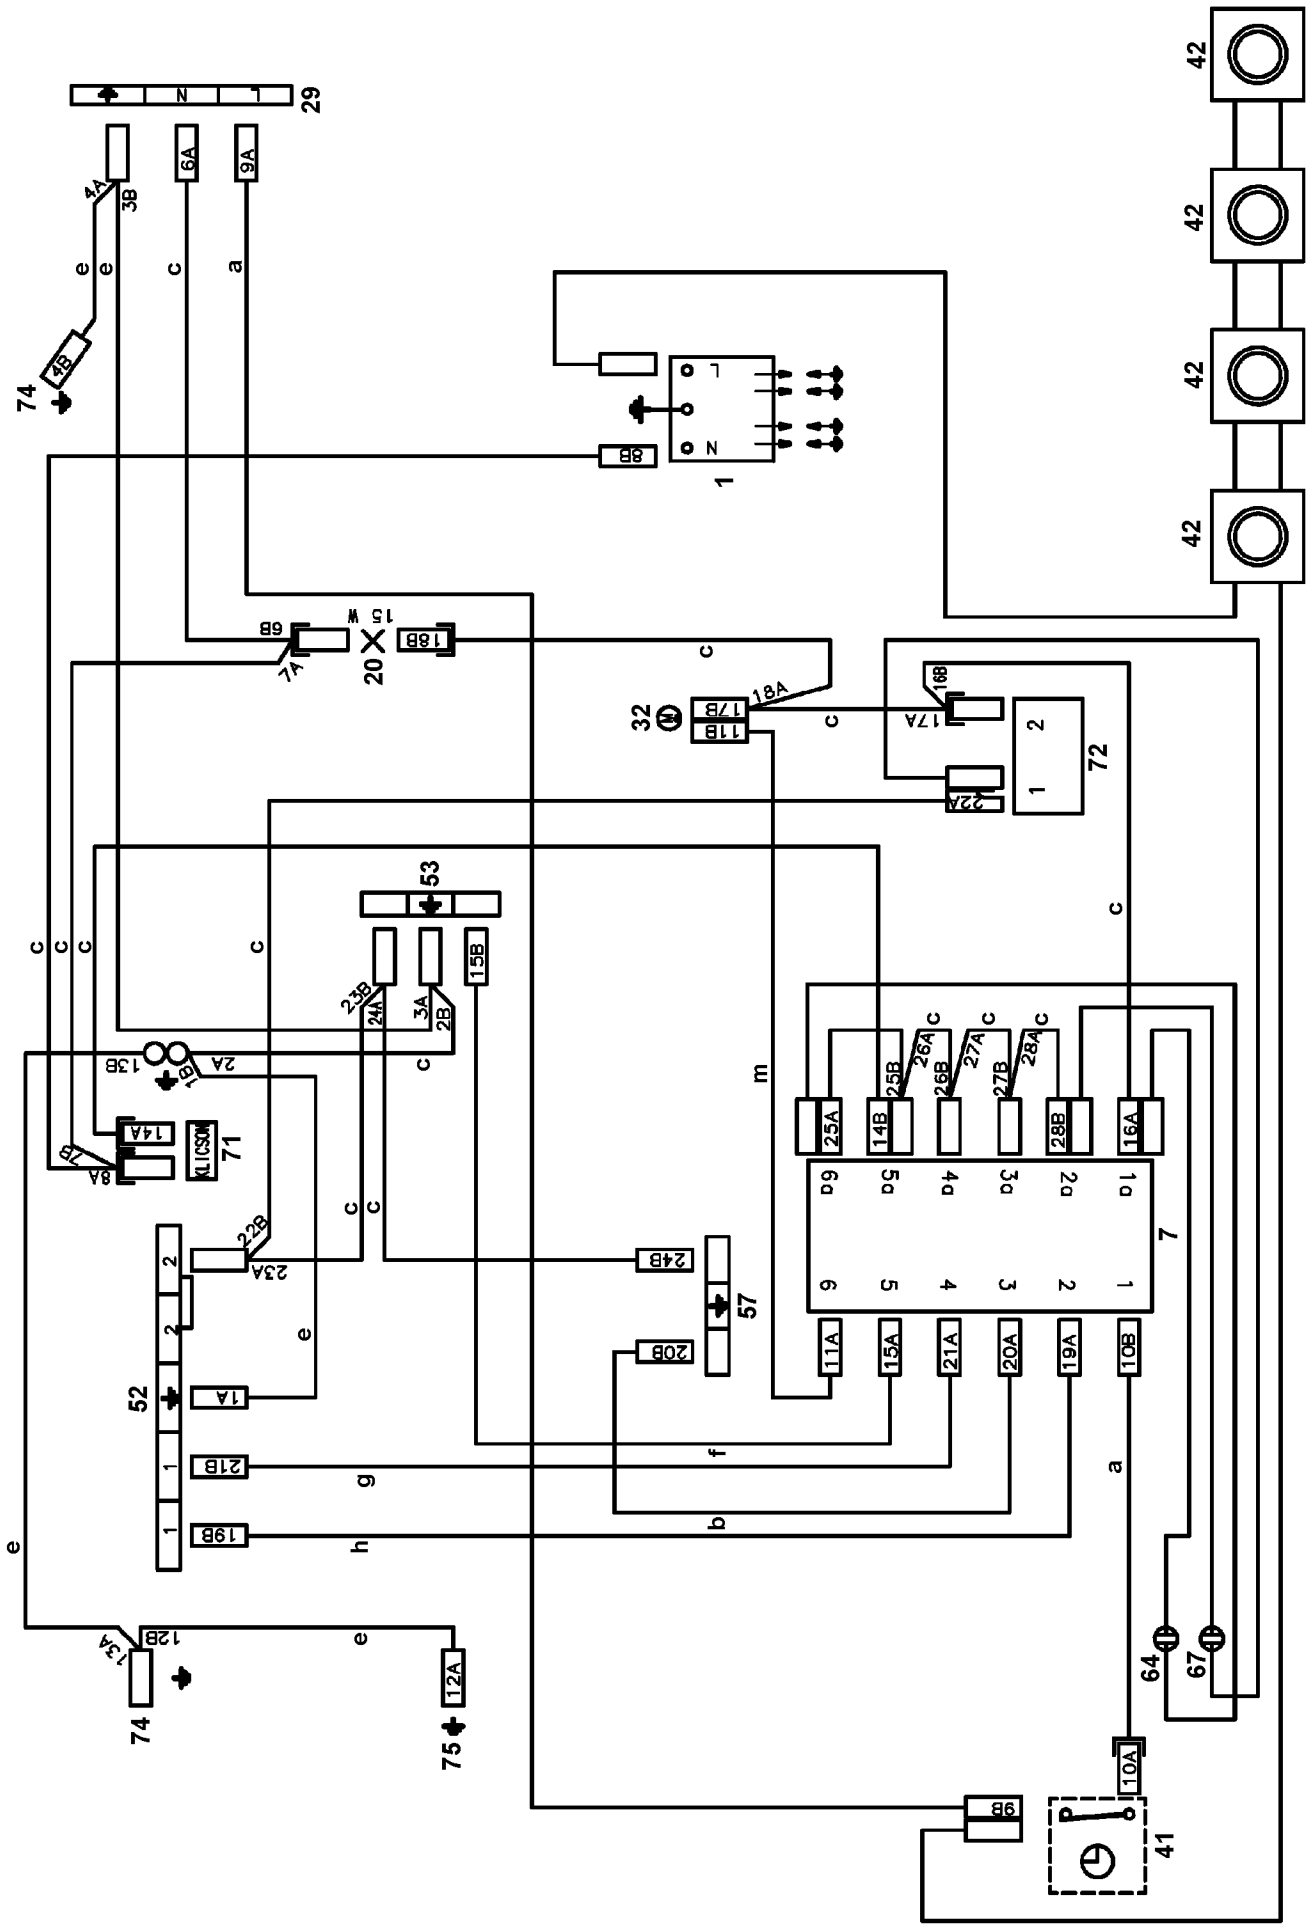 42
42
42
42
N
L
29
6A
9A
4A
3B
e
e
c
a
4B
74
8B
N
L
1
6B
7A
15 W
20
18B
c
32
M
17B
11B
18A
c
17A
16B
22A
1
2
72
53
c
c
c
c
23B
24A
3A
2B
15B
13B
1B
2A
c
m
c
7B
8A
14A
KLICSON
71
25B
26A
c
26B
27A
c
27B
28A
c
25A
14B
28B
16A
6a
5a
4a
3a
2a
1a
7
6
5
4
3
2
1
11A
15A
21A
20A
19A
10B
22B
23A
c
c
24B
20B
57
2
2
1
1
52
1A
e
21B
19B
g
h
f
b
a
e
13A
12B
e
74
12A
75
64
67
10A
9B
41